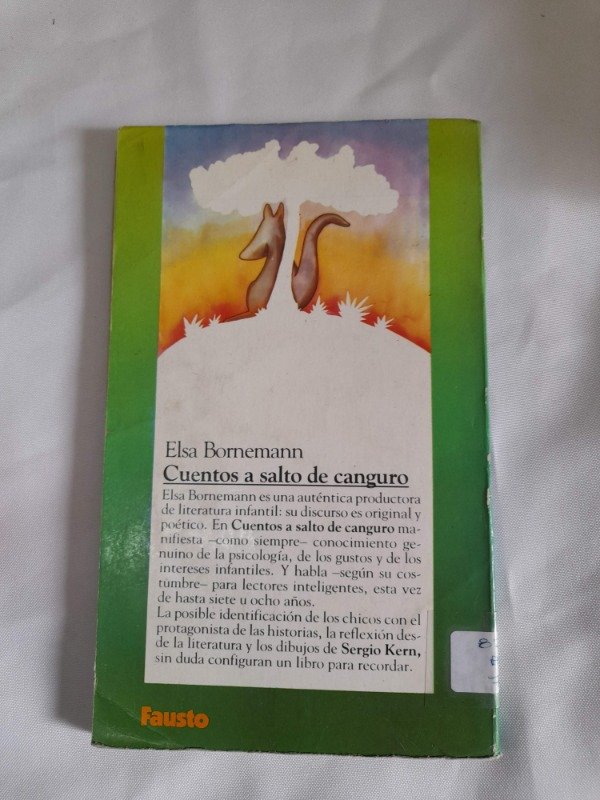 Elsa Bornemann
Cuentos a salto de canguro
Elsa Bornemann es una auténtica productora
de literatura infantil: su discurso es original y
poético. En Cuentos a salto de canguro ma-
nifiesta –como siempre– conocimiento ge-
nuino de la psicología, de los gustos y de los
intereses infantiles. Y habla –según su cos-
tumbre– para lectores inteligentes, esta vez
de hasta siete u ocho años.
La posible identificación de los chicos con el
protagonista de las historias, la reflexión des-
de la literatura y los dibujos de Sergio Kern,
sin duda configuran un libro para recordar.
8
Fausto